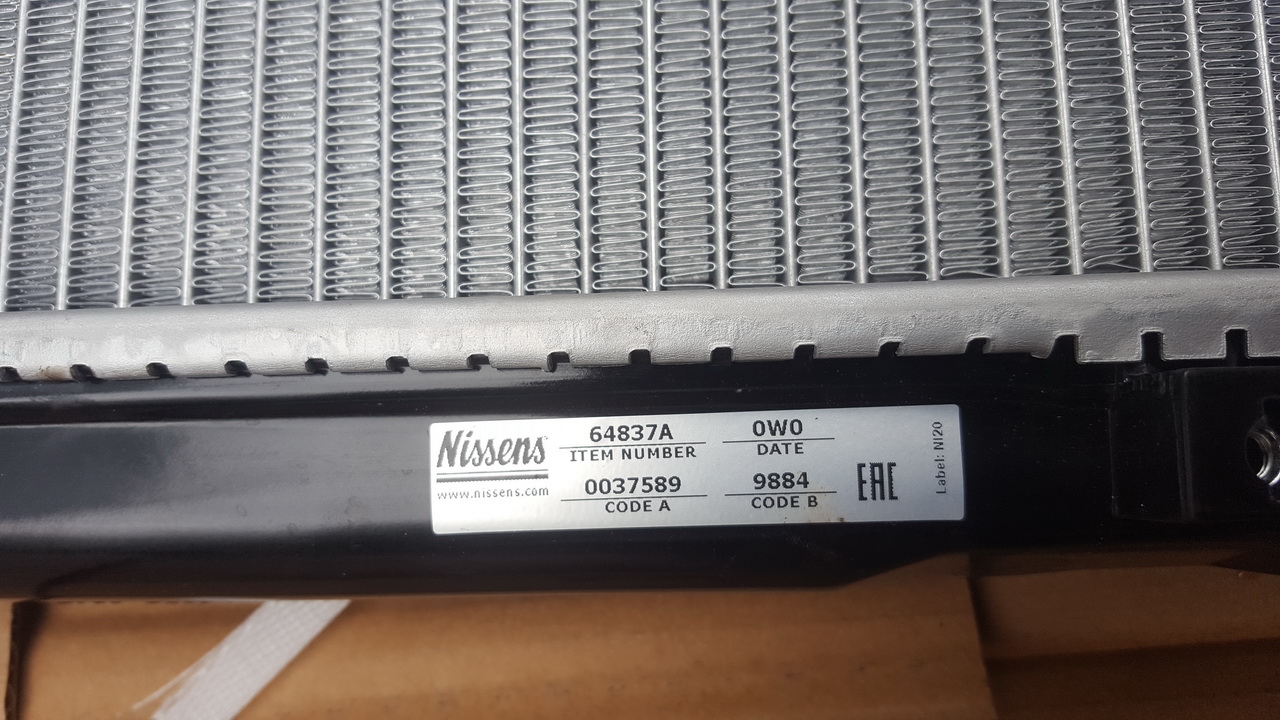 Nissens
www.nissens.com
64837A
ITEM NUMBER
0037589
CODE A
0W0
DATE
9884
CODE B
EAC
Label: NI20